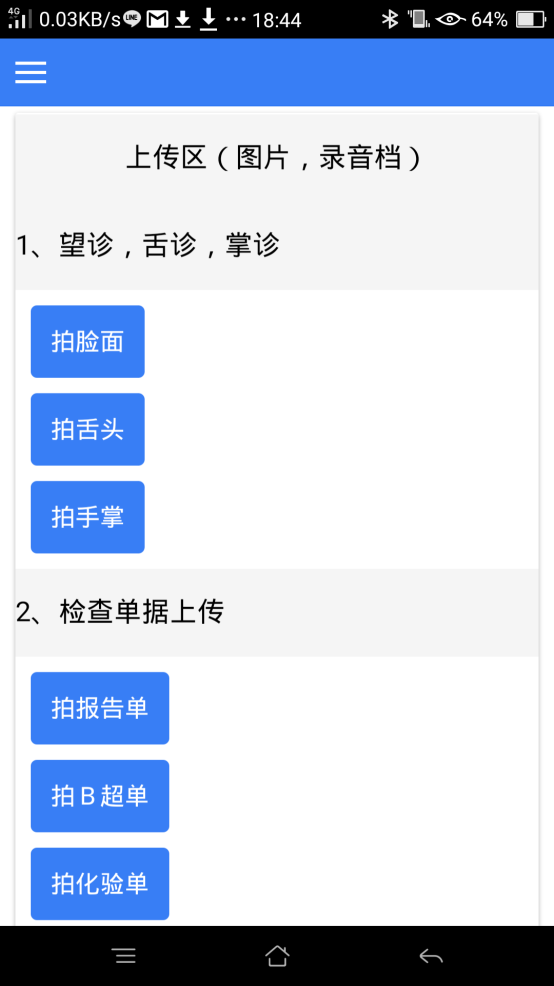 4G 0.03KB/s LINE 18:44 64%
上传区（图片，录音档）
1、望诊，舌诊，掌诊
拍脸面
拍舌头
拍手掌
2、检查单据上传
拍报告单
拍B超单
拍化验单